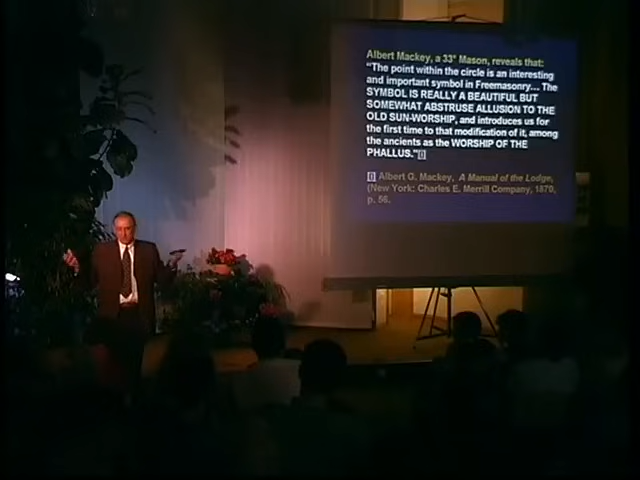 Albert Mackey, a 33° Mason, reveals that:
"The point within the circle is an interesting
and important symbol in Freemasonry... The
SYMBOL IS REALLY A BEAUTIFUL BUT
SOMEWHAT ABSTRUSE ALLUSION TO THE
OLD SUN-WORSHIP, and introduces us for
the first time to that modification of it, among
the ancients as the WORSHIP OF THE
PHALLUS."[]
[] Albert G. Mackey, A Manual of the Lodge,
(New York: Charles E. Merrill Company, 1870,
p. 56.